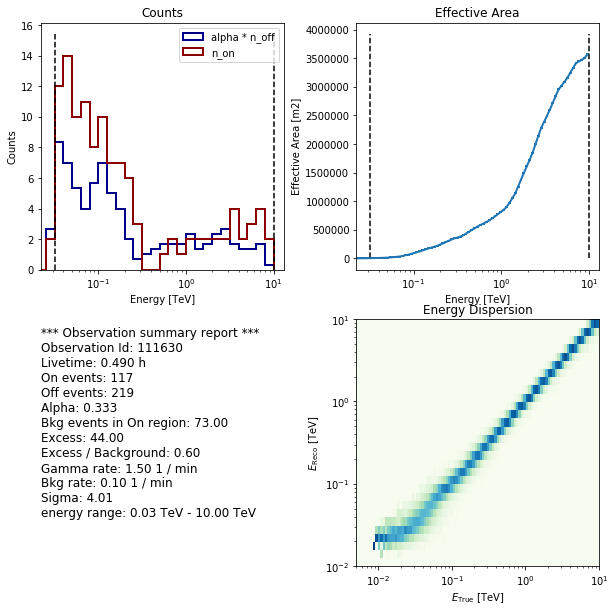 Counts
Effective Area
16
14
12
10
8
6
4
2
0
Counts
alpha * n_off
n_on
10⁻¹
10⁰
10¹
Energy [TeV]
4000000
3500000
3000000
2500000
2000000
1500000
1000000
500000
0
Effective Area [m2]
10⁻¹
10⁰
10¹
Energy [TeV]
*** Observation summary report ***
Observation Id: 111630
Livetime: 0.490 h
On events: 117
Off events: 219
Alpha: 0.333
Bkg events in On region: 73.00
Excess: 44.00
Excess / Background: 0.60
Gamma rate: 1.50 1 / min
Bkg rate: 0.10 1 / min
Sigma: 4.01
energy range: 0.03 TeV - 10.00 TeV
Energy Dispersion
10¹
10⁰
10⁻¹
10⁻²
E_Reco [TeV]
10⁻²
10⁻¹
10⁰
10¹
E_True [TeV]